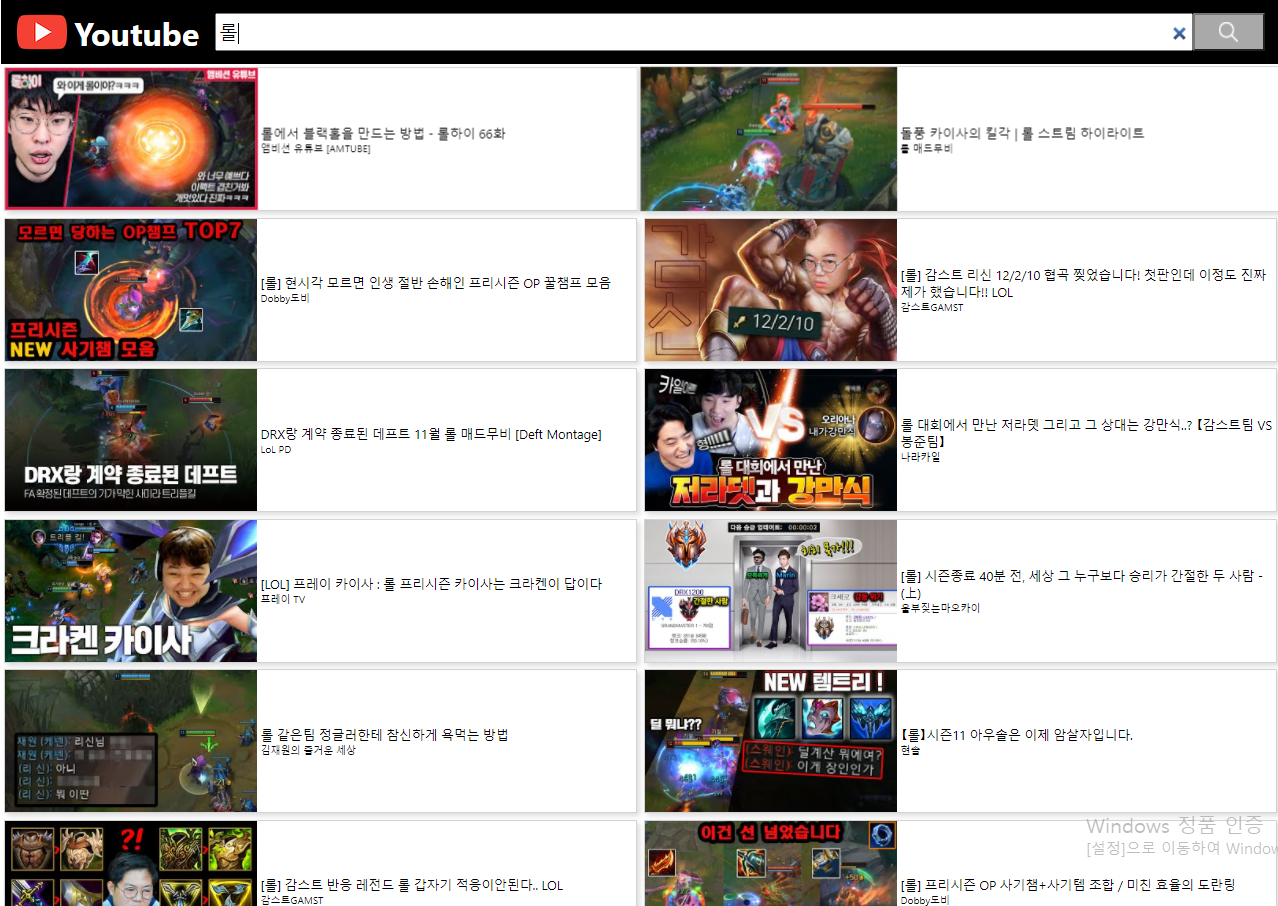 Youtube
롤
롤하이
앰비션 유튜브
와 이게 롤이야?ㅋㅋㅋ
와 너무 예쁘다
이펙트 겹친거봐
개멋있다 진짜ㅋㅋㅋ
롤에서 블랙홀을 만드는 방법 - 롤하이 66화
앰비션 유튜브 [AMTUBE]
돌풍 카이사의 킬각 | 롤 스트림 하이라이트
롤 매드무비
모르면 당하는 OP챔프 TOP7
프리시즌
NEW 사기챔 모음
[롤] 현시각 모르면 인생 절반 손해인 프리시즌 OP 꿀챔프 모음
Dobby도비
감
신
12/2/10
[롤] 감스트 리신 12/2/10 협곡 찢었습니다! 첫판인데 이정도 진짜
제가 했습니다!! LOL
감스트GAMST
DRX랑 계약 종료된 데프트
FA 확정된 데프트의 기가 막힌 사미라 트리플킬
DRX랑 계약 종료된 데프트 11월 롤 매드무비 [Deft Montage]
LoL PD
VS
오리아나
내가강만식
형!!!!
롤 대회에서 만난
저라뎃과 강만식
롤 대회에서 만난 저라뎃 그리고 그 상대는 강만식..? 【감스트팀 VS
봉준팀】
나라카일
트리플 킬!
크라켄 카이사
[LOL] 프레이 카이사 : 롤 프리시즌 카이사는 크라켄이 답이다
프레이 TV
다음 승급 업데이트: 00:00:02
Marin
DRX1200
간절한 사람
[롤] 시즌종료 40분 전, 세상 그 누구보다 승리가 간절한 두 사람 -
(上)
울부짖는마오카이
재원 (케넨): 리신님
재원 (케넨):
(리 신): 아니
(리 신):
(리 신): 뭐 이딴
롤 같은팀 정글러한테 참신하게 욕먹는 방법
김재원의 즐거운 세상
NEW 템트리 !
딜 뭐냐??
(스웨인): 딜계산 뭐에여?
(스웨인): 이게 장인인가
【롤】시즌11 아우솔은 이제 암살자입니다.
현솔
?!
[롤] 감스트 반응 레전드 롤 갑자기 적응이안된다.. LOL
감스트GAMST
이건 선 넘었습니다
+50
[롤] 프리시즌 OP 사기챔+사기템 조합 / 미친 효율의 도란링
Dobby도비
Windows 정품 인증
[설정]으로 이동하여 Window